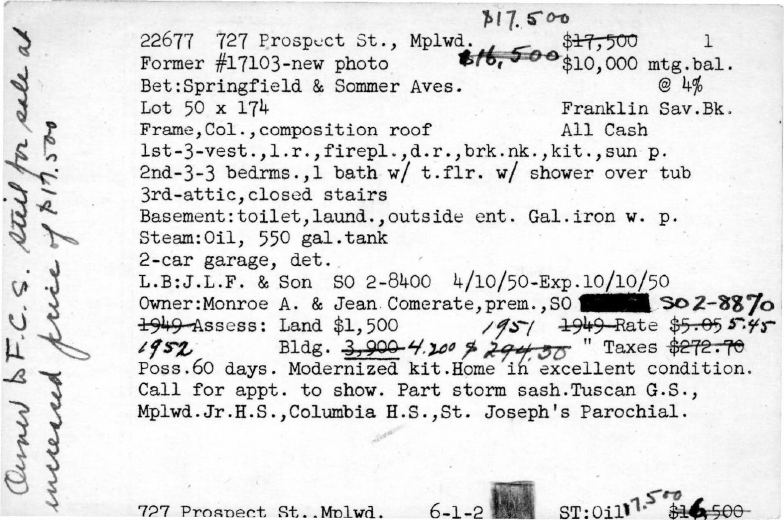 $17.500
22677 727 Prospect St., Mplwd. $16,500 $17,500 1
Former #17103-new photo $10,000 mtg.bal.
Bet:Springfield & Sommer Aves. @ 4%
Lot 50 x 174 Franklin Sav.Bk.
Frame,Col.,composition roof All Cash
1st-3-vest.,l.r.,firepl.,d.r.,brk.nk.,kit.,sun p.
2nd-3-3 bedrms.,1 bath w/ t.flr. w/ shower over tub
3rd-attic,closed stairs
Basement:toilet,laund.,outside ent. Gal.iron w. p.
Steam:Oil, 550 gal.tank
2-car garage, det.
L.B:J.L.F. & Son SO 2-8400 4/10/50-Exp.10/10/50
Owner:Monroe A. & Jean Comerate,prem.,SO SO2-8870
1949 Assess: Land $1,500 1951 1949 Rate $5.05 5.45
1952 Bldg. 3,900 4.200 $294.30 " Taxes $272.70
Poss.60 days. Modernized kit.Home in excellent condition.
Call for appt. to show. Part storm sash.Tuscan G.S.,
Mplwd.Jr.H.S.,Columbia H.S.,St. Joseph's Parochial.
727 Prospect St..Mplwd. 6-1-2 ST:Oil 17.500 $16,500
Owner to F.C.S. still for sale at
increased price of $17.500